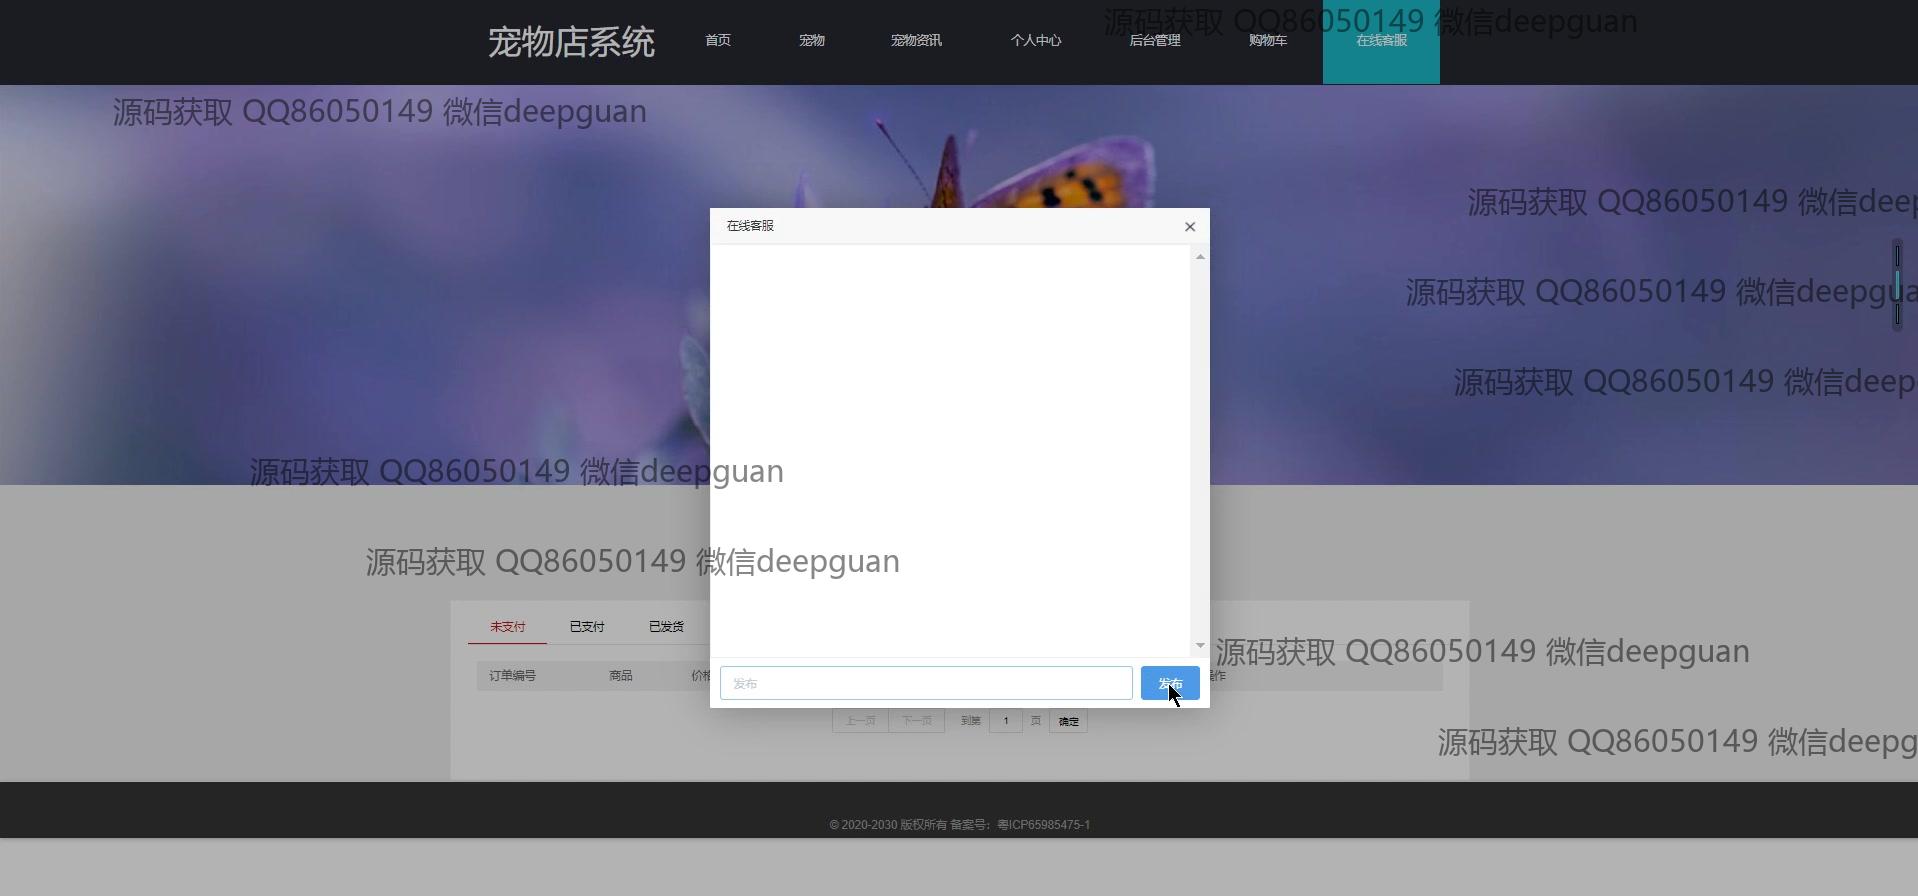 源码获取 QQ86050149 微信deepguan
宠物店系统
首页
宠物
宠物资讯
个人中心
后台管理
购物车
在线客服
源码获取 QQ86050149 微信deepguan
源码获取 QQ86050149 微信deep
在线客服
源码获取 QQ86050149 微信deepgua
源码获取 QQ86050149 微信deep
源码获取 QQ86050149 微信deepguan
源码获取 QQ86050149 微信deepguan
未支付
已支付
已发货
源码获取 QQ86050149 微信deepguan
订单编号
商品
价格
操作
发布
发布
上一页
下一页
到第
1
页
确定
源码获取 QQ86050149 微信deepg
© 2020-2030 版权所有 备案号：粤ICP65985475-1